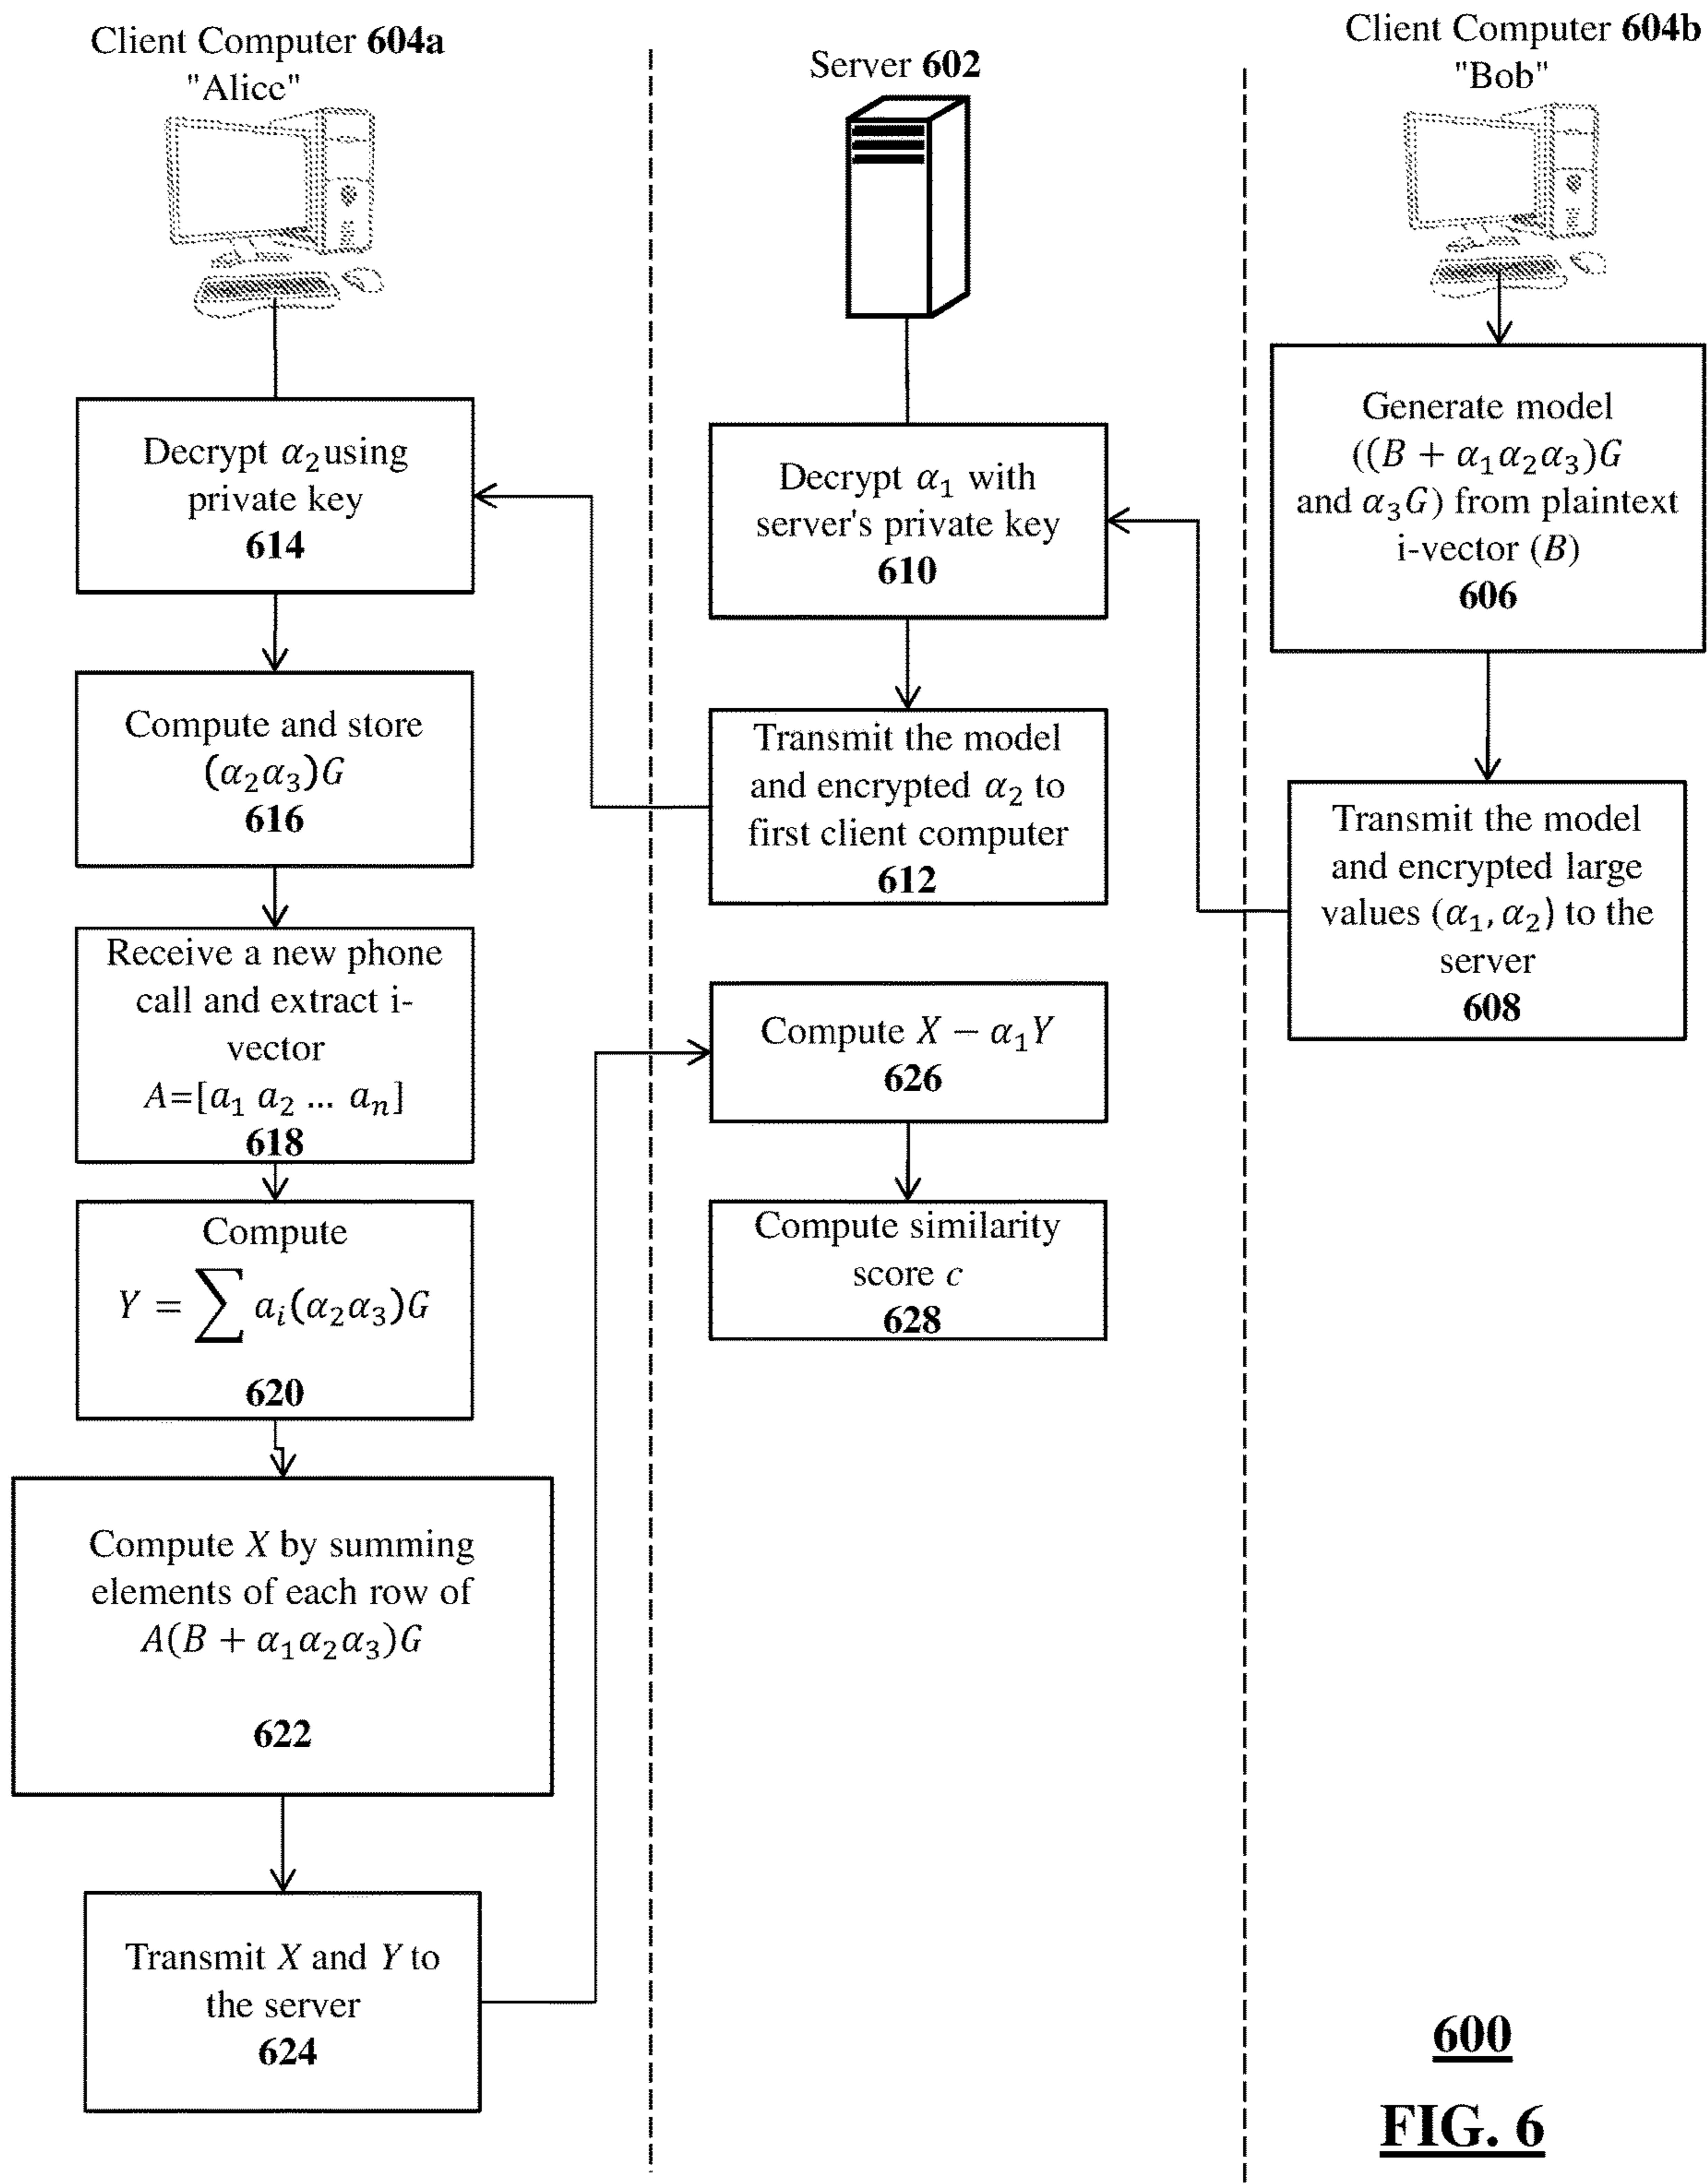 Client Computer 604a
"Alice"
Decrypt α₂using
private key
614
Compute and store
(α₂α₃)G
616
Receive a new phone
call and extract i-
vector
A=[a₁ a₂ … aₙ]
618
Compute
Y = ∑ aᵢ(α₂α₃)G
620
Compute X by summing
elements of each row of
A(B + α₁α₂α₃)G
622
Transmit X and Y to
the server
624
Server 602
Decrypt α₁ with
server's private key
610
Transmit the model
and encrypted α₂ to
first client computer
612
Compute X − α₁Y
626
Compute similarity
score c
628
Client Computer 604b
"Bob"
Generate model
((B + α₁α₂α₃)G
and α₃G) from plaintext
i-vector (B)
606
Transmit the model
and encrypted large
values (α₁, α₂) to the
server
608
600
FIG. 6